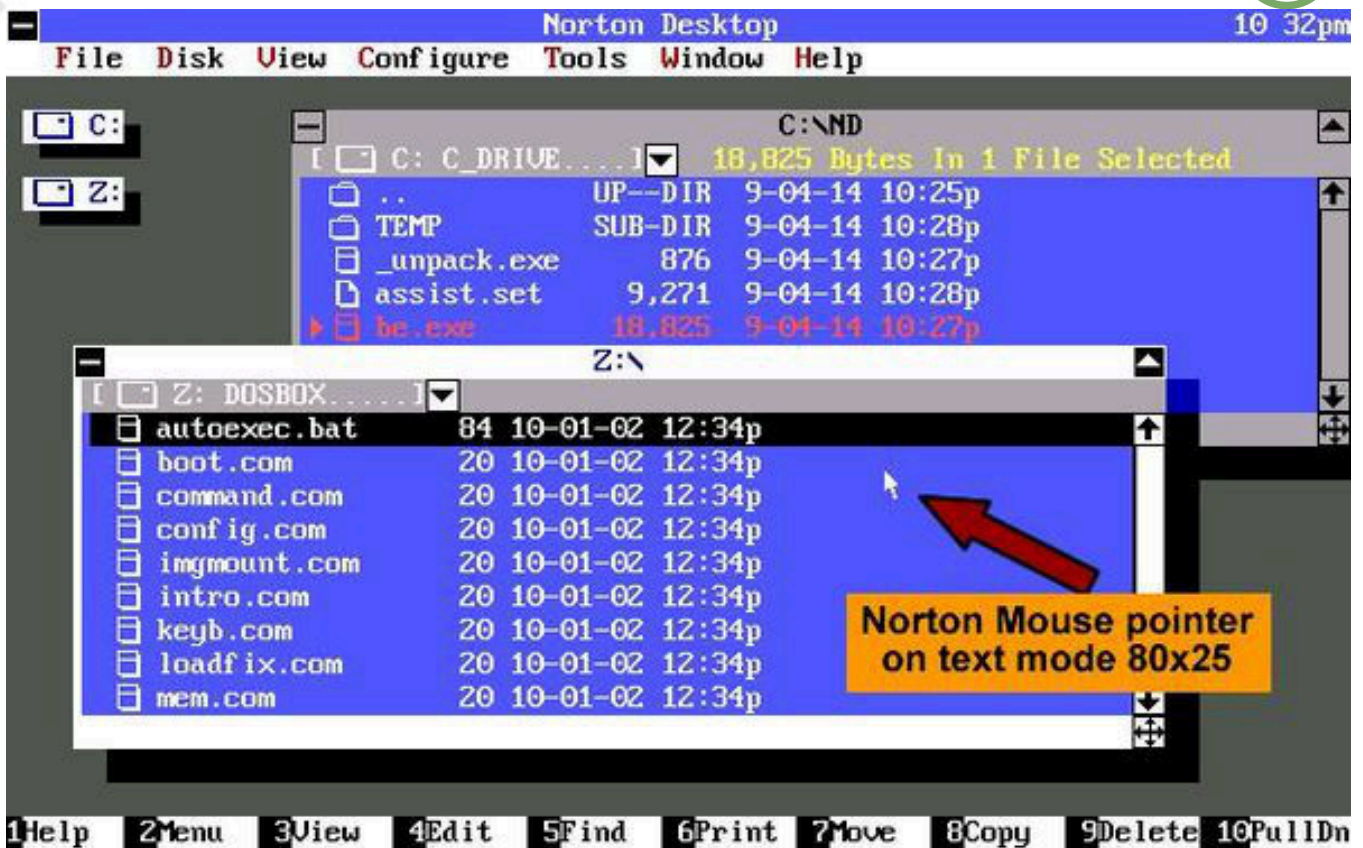 Norton Desktop 10 32pm
File Disk View Configure Tools Window Help
C:
Z:
C:\ND
[ C: C_DRIVE....] 18,825 Bytes In 1 File Selected
.. UP--DIR 9-04-14 10:25p
TEMP SUB-DIR 9-04-14 10:28p
_unpack.exe 876 9-04-14 10:27p
assist.set 9,271 9-04-14 10:28p
be.exe 18,825 9-04-14 10:27p
Z:\
[ Z: DOSBOX.....]
autoexec.bat 84 10-01-02 12:34p
boot.com 20 10-01-02 12:34p
command.com 20 10-01-02 12:34p
config.com 20 10-01-02 12:34p
imgmount.com 20 10-01-02 12:34p
intro.com 20 10-01-02 12:34p
keyb.com 20 10-01-02 12:34p
loadfix.com 20 10-01-02 12:34p
mem.com 20 10-01-02 12:34p
Norton Mouse pointer
on text mode 80x25
1Help 2Menu 3View 4Edit 5Find 6Print 7Move 8Copy 9Delete 10PullDn